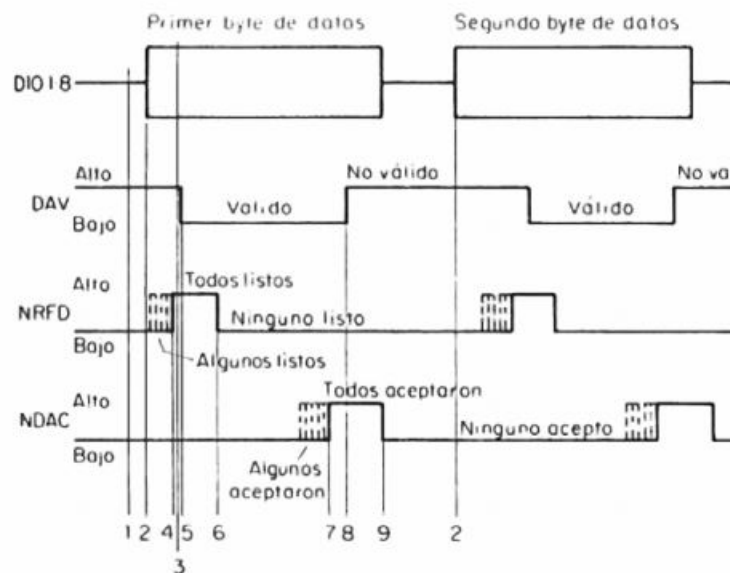 Primer byte de datos
Segundo byte de datos
DIO1 8
Alto
No válido
No vá
DAV
Bajo
Valido
Válido
Alto
Todos listos
NRFD
Ninguno listo
Bajo
Algunos listos
Alto
Todos aceptaron
NDAC
Ninguno acepto
Bajo
Algunos
aceptaron
1 2 4 5 6 7 8 9 2
3